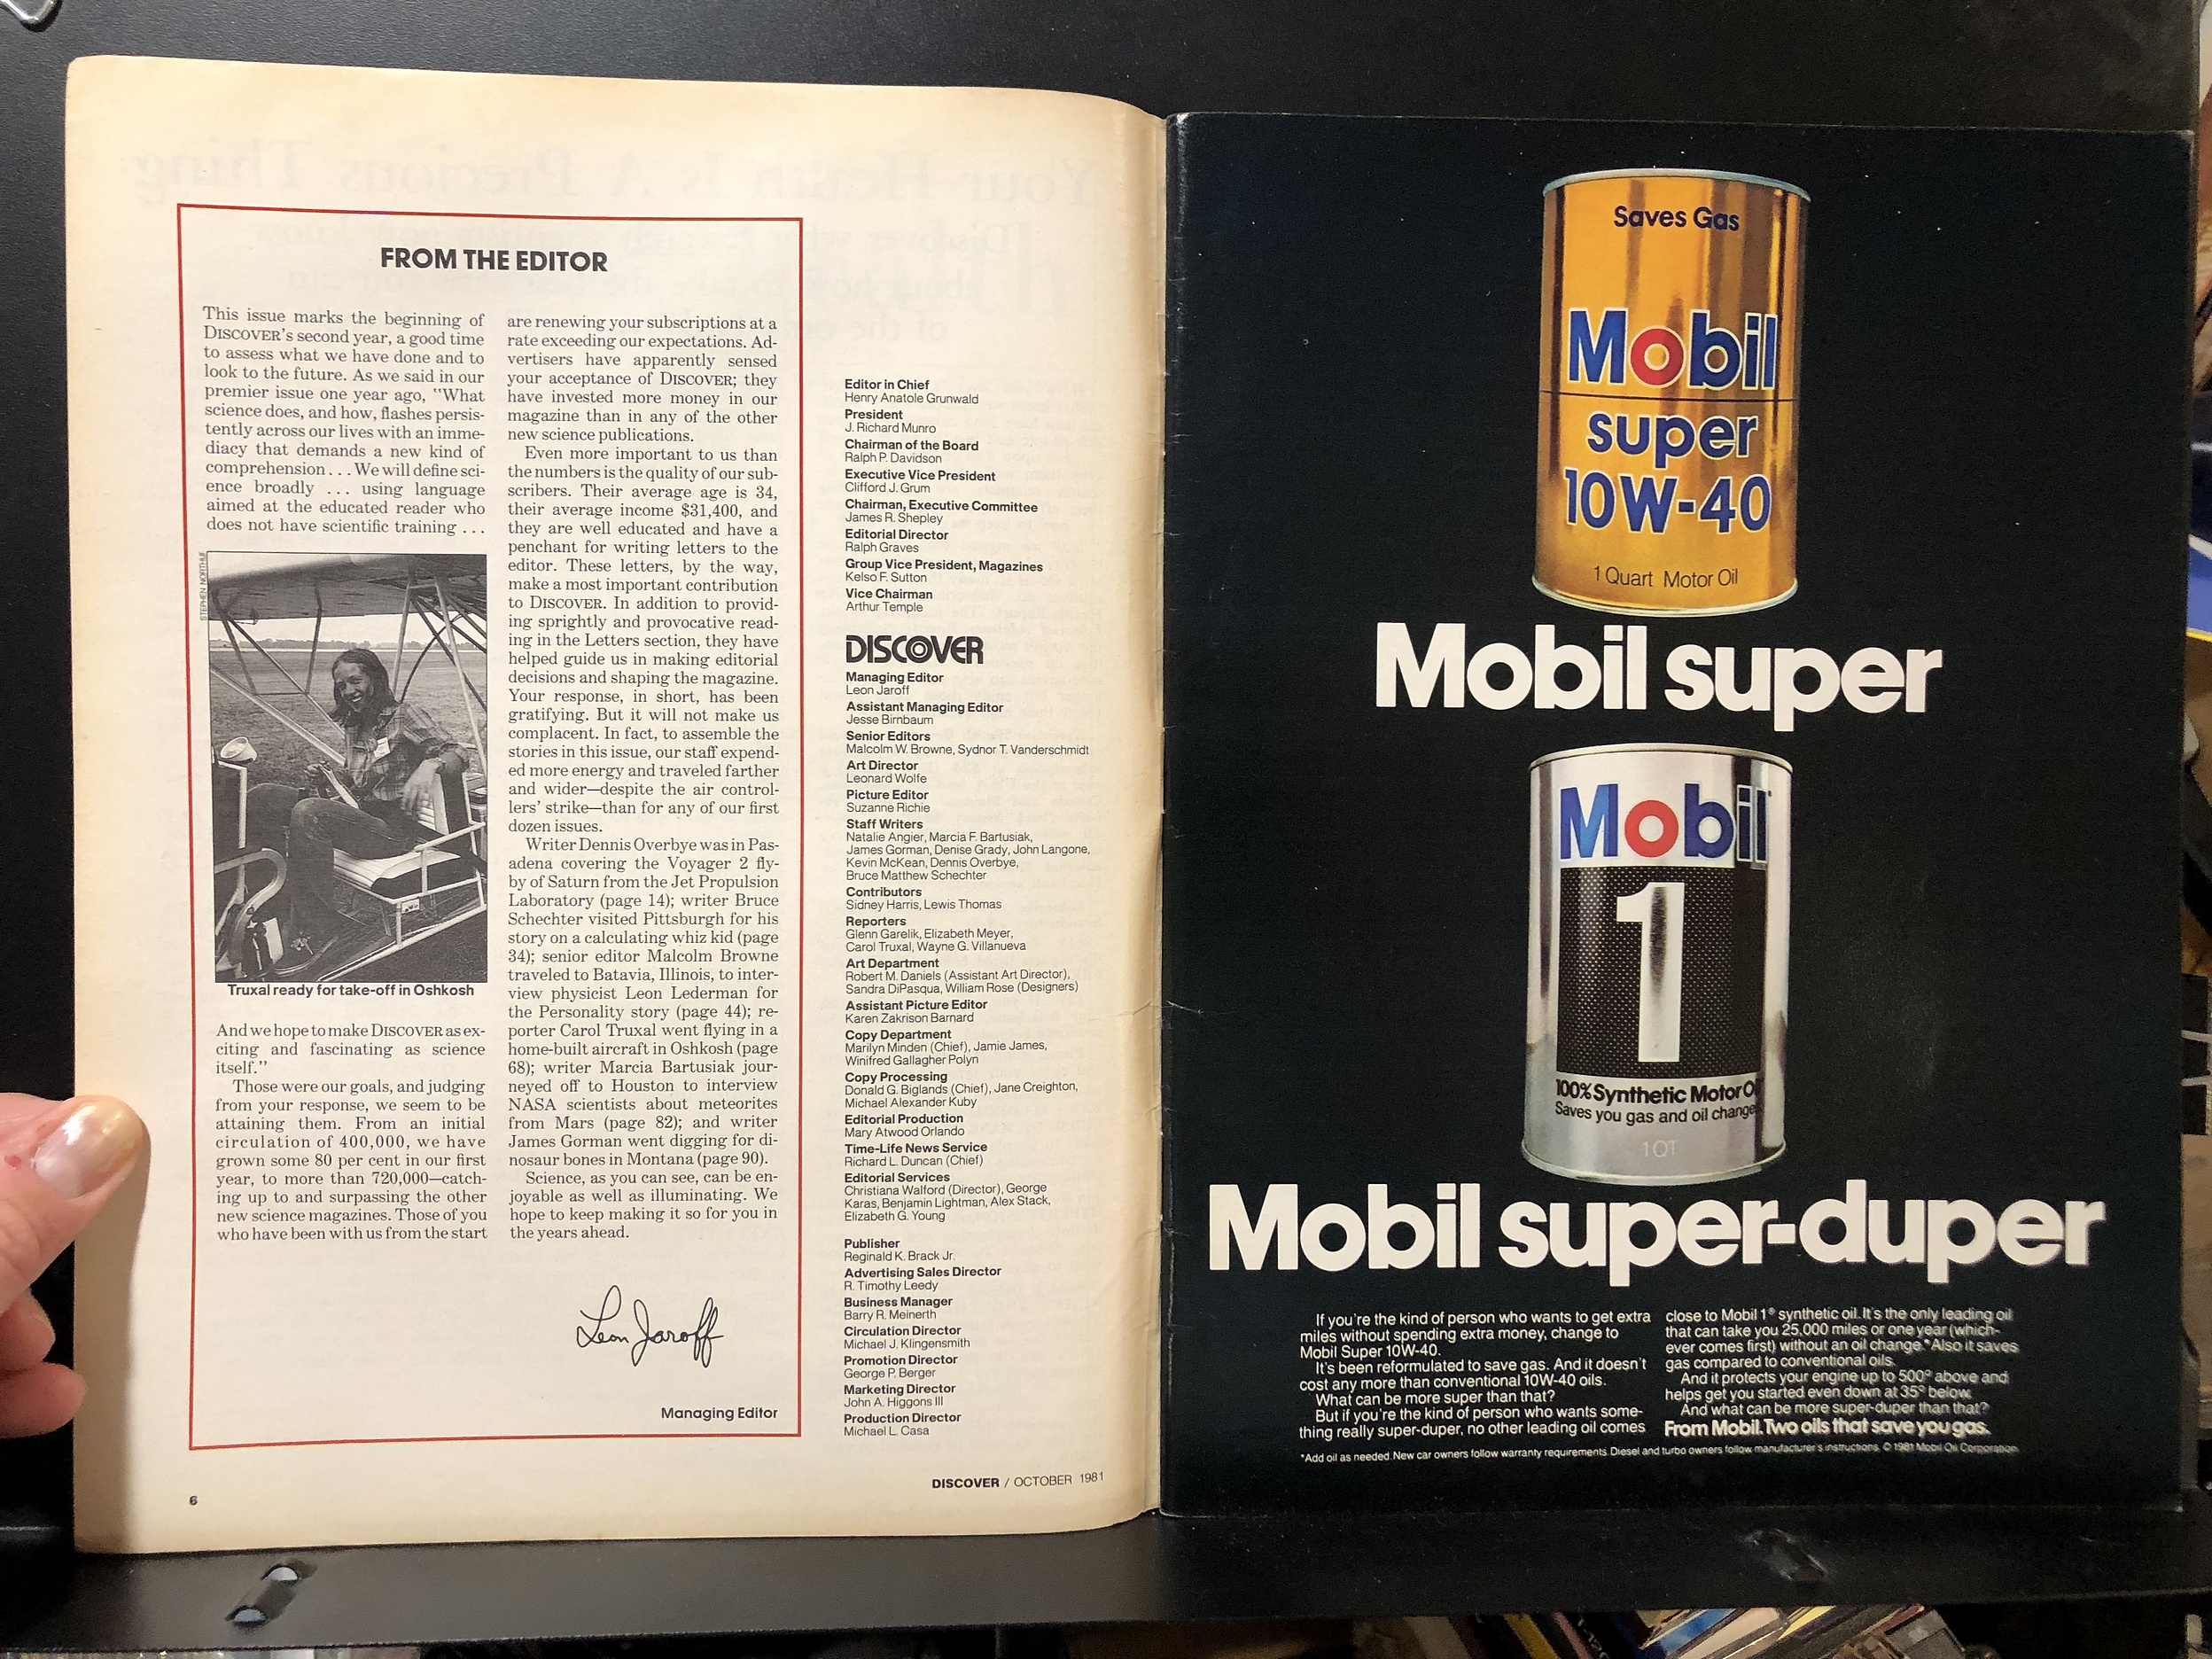 FROM THE EDITOR
This issue marks the beginning of
DISCOVER's second year, a good time
to assess what we have done and to
look to the future. As we said in our
premier issue one year ago, "What
science does, and how, flashes persis-
tently across our lives with an imme-
diacy that demands a new kind of
comprehension . . . We will define sci-
ence broadly . . . using language
aimed at the educated reader who
does not have scientific training . . .
STEPHEN NORTHUP
Truxal ready for take-off in Oshkosh
And we hope to make DISCOVER as ex-
citing and fascinating as science
itself."
Those were our goals, and judging
from your response, we seem to be
attaining them. From an initial
circulation of 400,000, we have
grown some 80 per cent in our first
year, to more than 720,000—catch-
ing up to and surpassing the other
new science magazines. Those of you
who have been with us from the start
are renewing your subscriptions at a
rate exceeding our expectations. Ad-
vertisers have apparently sensed
your acceptance of DISCOVER; they
have invested more money in our
magazine than in any of the other
new science publications.
Even more important to us than
the numbers is the quality of our sub-
scribers. Their average age is 34,
their average income $31,400, and
they are well educated and have a
penchant for writing letters to the
editor. These letters, by the way,
make a most important contribution
to DISCOVER. In addition to provid-
ing sprightly and provocative read-
ing in the Letters section, they have
helped guide us in making editorial
decisions and shaping the magazine.
Your response, in short, has been
gratifying. But it will not make us
complacent. In fact, to assemble the
stories in this issue, our staff expend-
ed more energy and traveled farther
and wider—despite the air control-
lers' strike—than for any of our first
dozen issues.
Writer Dennis Overbye was in Pas-
adena covering the Voyager 2 fly-
by of Saturn from the Jet Propulsion
Laboratory (page 14); writer Bruce
Schechter visited Pittsburgh for his
story on a calculating whiz kid (page
34); senior editor Malcolm Browne
traveled to Batavia, Illinois, to inter-
view physicist Leon Lederman for
the Personality story (page 44); re-
porter Carol Truxal went flying in a
home-built aircraft in Oshkosh (page
68); writer Marcia Bartusiak jour-
neyed off to Houston to interview
NASA scientists about meteorites
from Mars (page 82); and writer
James Gorman went digging for di-
nosaur bones in Montana (page 90).
Science, as you can see, can be en-
joyable as well as illuminating. We
hope to keep making it so for you in
the years ahead.
Leon Jaroff
Managing Editor
Editor in Chief
Henry Anatole Grunwald
President
J. Richard Munro
Chairman of the Board
Ralph P. Davidson
Executive Vice President
Clifford J. Grum
Chairman, Executive Committee
James R. Shepley
Editorial Director
Ralph Graves
Group Vice President, Magazines
Kelso F. Sutton
Vice Chairman
Arthur Temple
DISCOVER
Managing Editor
Leon Jaroff
Assistant Managing Editor
Jesse Birnbaum
Senior Editors
Malcolm W. Browne, Sydnor T. Vanderschmidt
Art Director
Leonard Wolfe
Picture Editor
Suzanne Richie
Staff Writers
Natalie Angier, Marcia F. Bartusiak,
James Gorman, Denise Grady, John Langone,
Kevin McKean, Dennis Overbye,
Bruce Matthew Schechter
Contributors
Sidney Harris, Lewis Thomas
Reporters
Glenn Garelik, Elizabeth Meyer,
Carol Truxal, Wayne G. Villanueva
Art Department
Robert M. Daniels (Assistant Art Director),
Sandra DiPasqua, William Rose (Designers)
Assistant Picture Editor
Karen Zakrison Barnard
Copy Department
Marilyn Minden (Chief), Jamie James,
Winifred Gallagher Polyn
Copy Processing
Donald G. Biglands (Chief), Jane Creighton,
Michael Alexander Kuby
Editorial Production
Mary Atwood Orlando
Time-Life News Service
Richard L. Duncan (Chief)
Editorial Services
Christiana Walford (Director), George
Karas, Benjamin Lightman, Alex Stack,
Elizabeth G. Young
Publisher
Reginald K. Brack Jr.
Advertising Sales Director
R. Timothy Leedy
Business Manager
Barry R. Meinerth
Circulation Director
Michael J. Klingensmith
Promotion Director
George P. Berger
Marketing Director
John A. Higgons III
Production Director
Michael L. Casa
6
DISCOVER / OCTOBER 1981
Saves Gas
Mobil
super
10W-40
1 Quart Motor Oil
Mobil super
Mobil
1
100% Synthetic Motor Oil
Saves you gas and oil change
1 QT
Mobil super-duper
If you're the kind of person who wants to get extra
miles without spending extra money, change to
Mobil Super 10W-40.
It's been reformulated to save gas. And it doesn't
cost any more than conventional 10W-40 oils.
What can be more super than that?
But if you're the kind of person who wants some-
thing really super-duper, no other leading oil comes
close to Mobil 1® synthetic oil. It's the only leading oil
that can take you 25,000 miles or one year (which-
ever comes first) without an oil change.* Also it saves
gas compared to conventional oils.
And it protects your engine up to 500° above and
helps get you started even down at 35° below.
And what can be more super-duper than that?
From Mobil. Two oils that save you gas.
*Add oil as needed. New car owners follow warranty requirements. Diesel and turbo owners follow manufacturer's instructions. © 1981 Mobil Oil Corporation